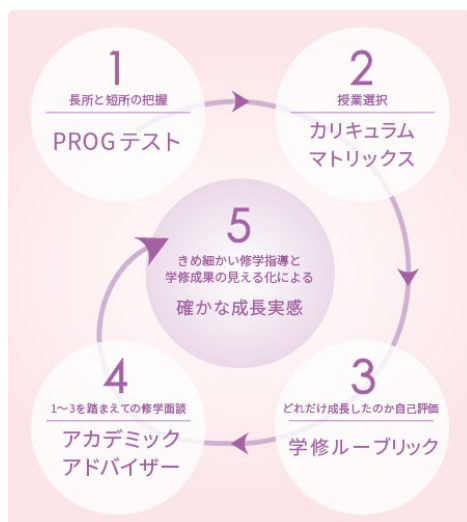 1
長所と短所の把握
PROGテスト
2
授業選択
カリキュラム
マトリックス
3
どれだけ成長したのか自己評価
学修ルーブリック
4
1〜3を踏まえての修学面談
アカデミック
アドバイザー
5
きめ細かい修学指導と
学修成果の見える化による
確かな成長実感